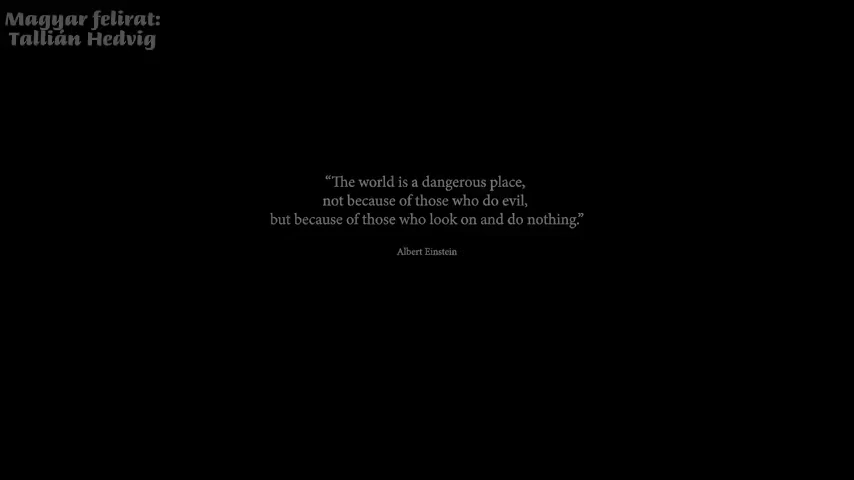 Magyar felirat:
Tallián Hedvig
“The world is a dangerous place,
not because of those who do evil,
but because of those who look on and do nothing.”
Albert Einstein